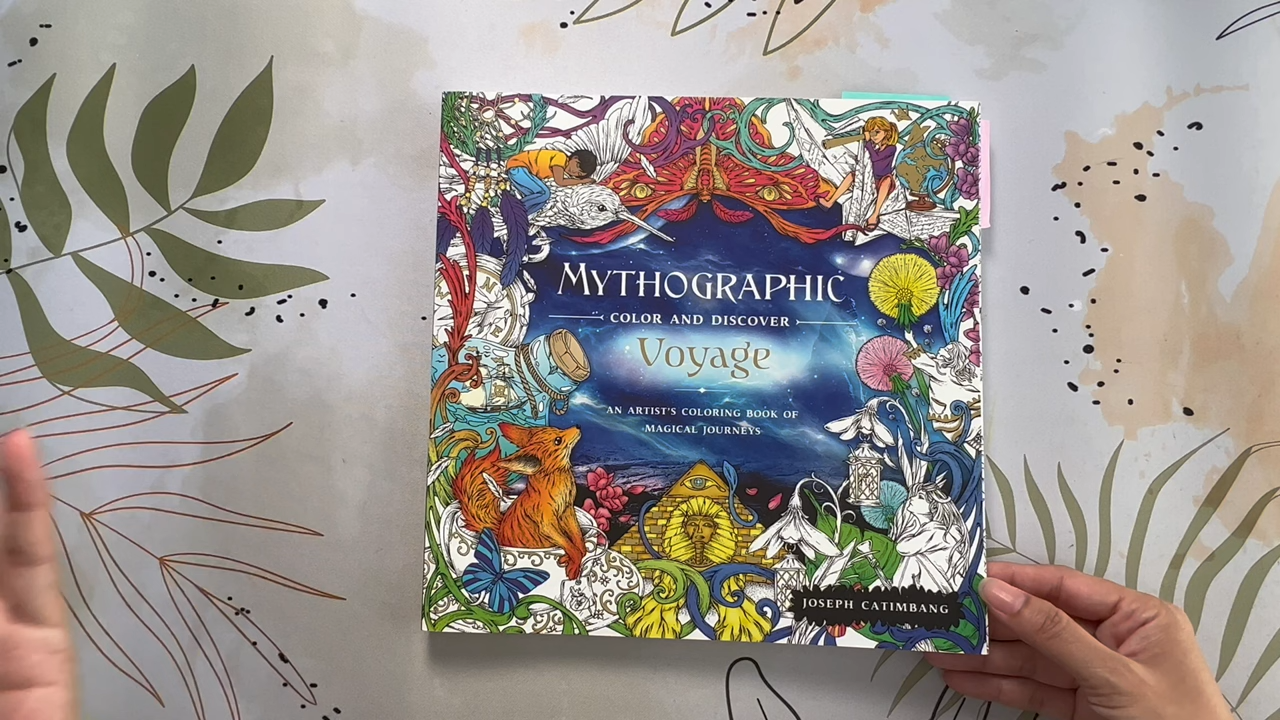 MYTHOGRAPHIC
COLOR AND DISCOVER
Voyage
AN ARTIST'S COLORING BOOK OF
MAGICAL JOURNEYS
JOSEPH CATIMBANG